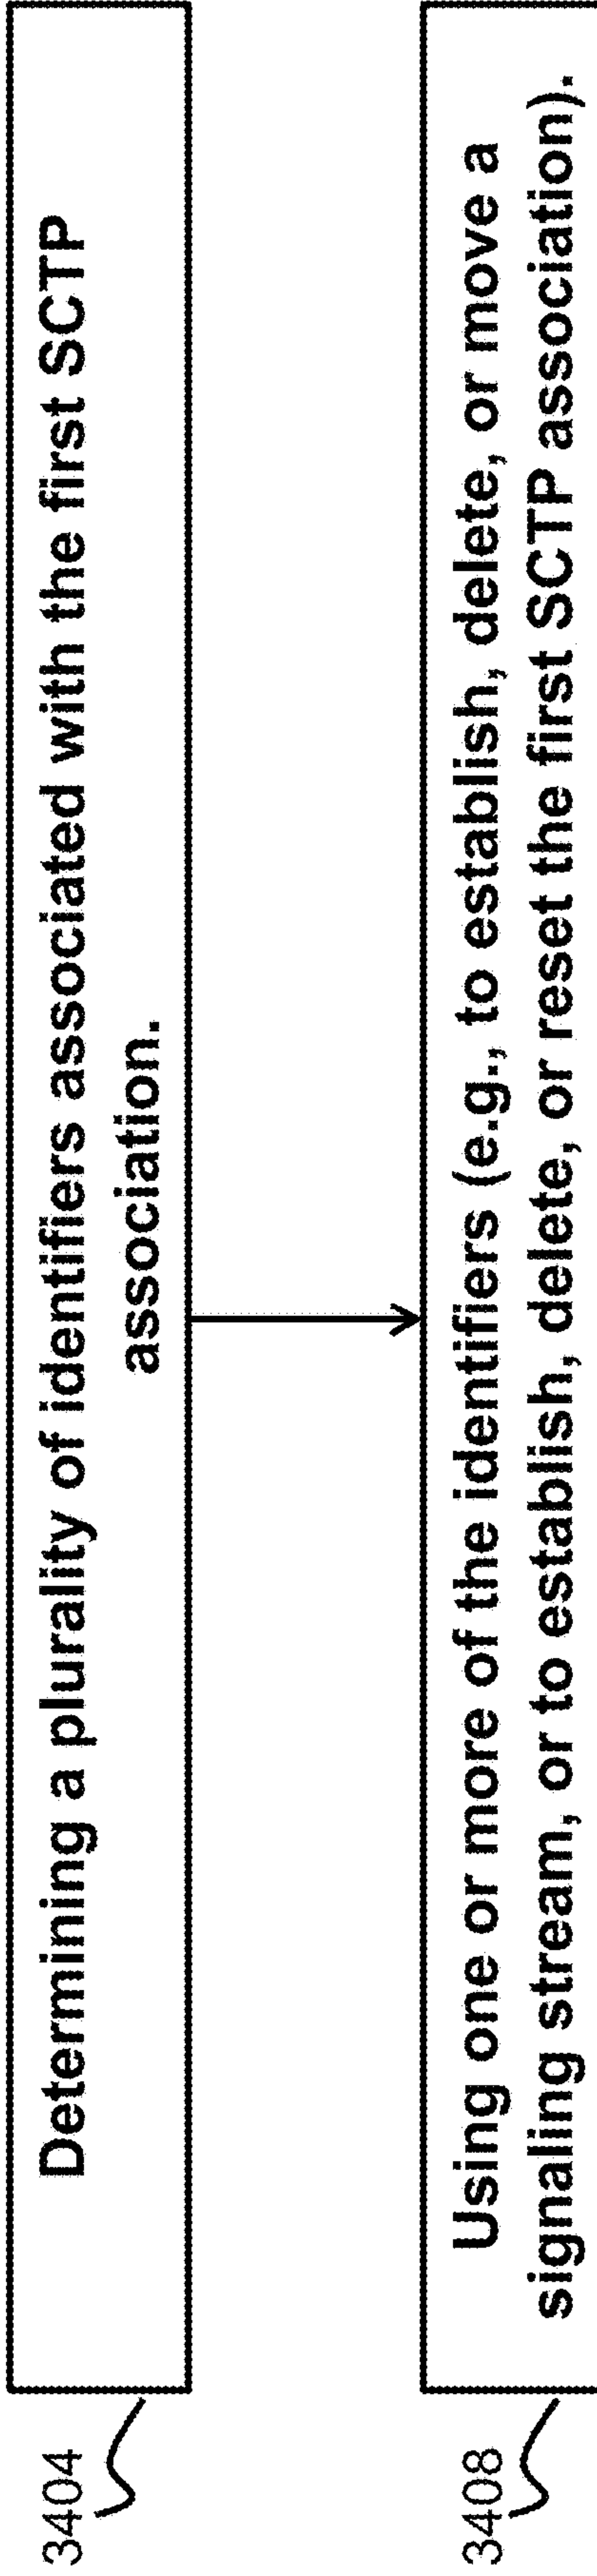 3404
Determining a plurality of identifiers associated with the first SCTP
association.
3408
Using one or more of the identifiers (e.g., to establish, delete, or move a
signaling stream, or to establish, delete, or reset the first SCTP association).